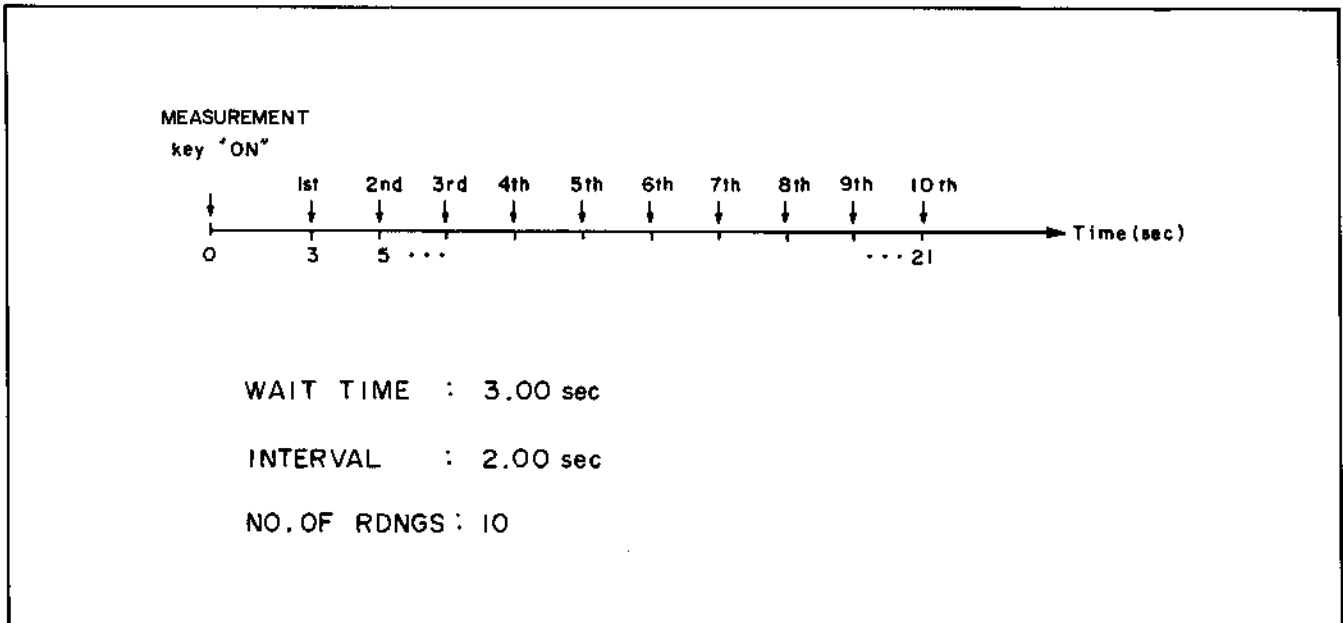 MEASUREMENT
key "ON"
1st 2nd 3rd 4th 5th 6th 7th 8th 9th 10th
Time(sec)
0 3 5 ... ... 21
WAIT TIME : 3.00 sec
INTERVAL : 2.00 sec
NO. OF RDNGS : 10